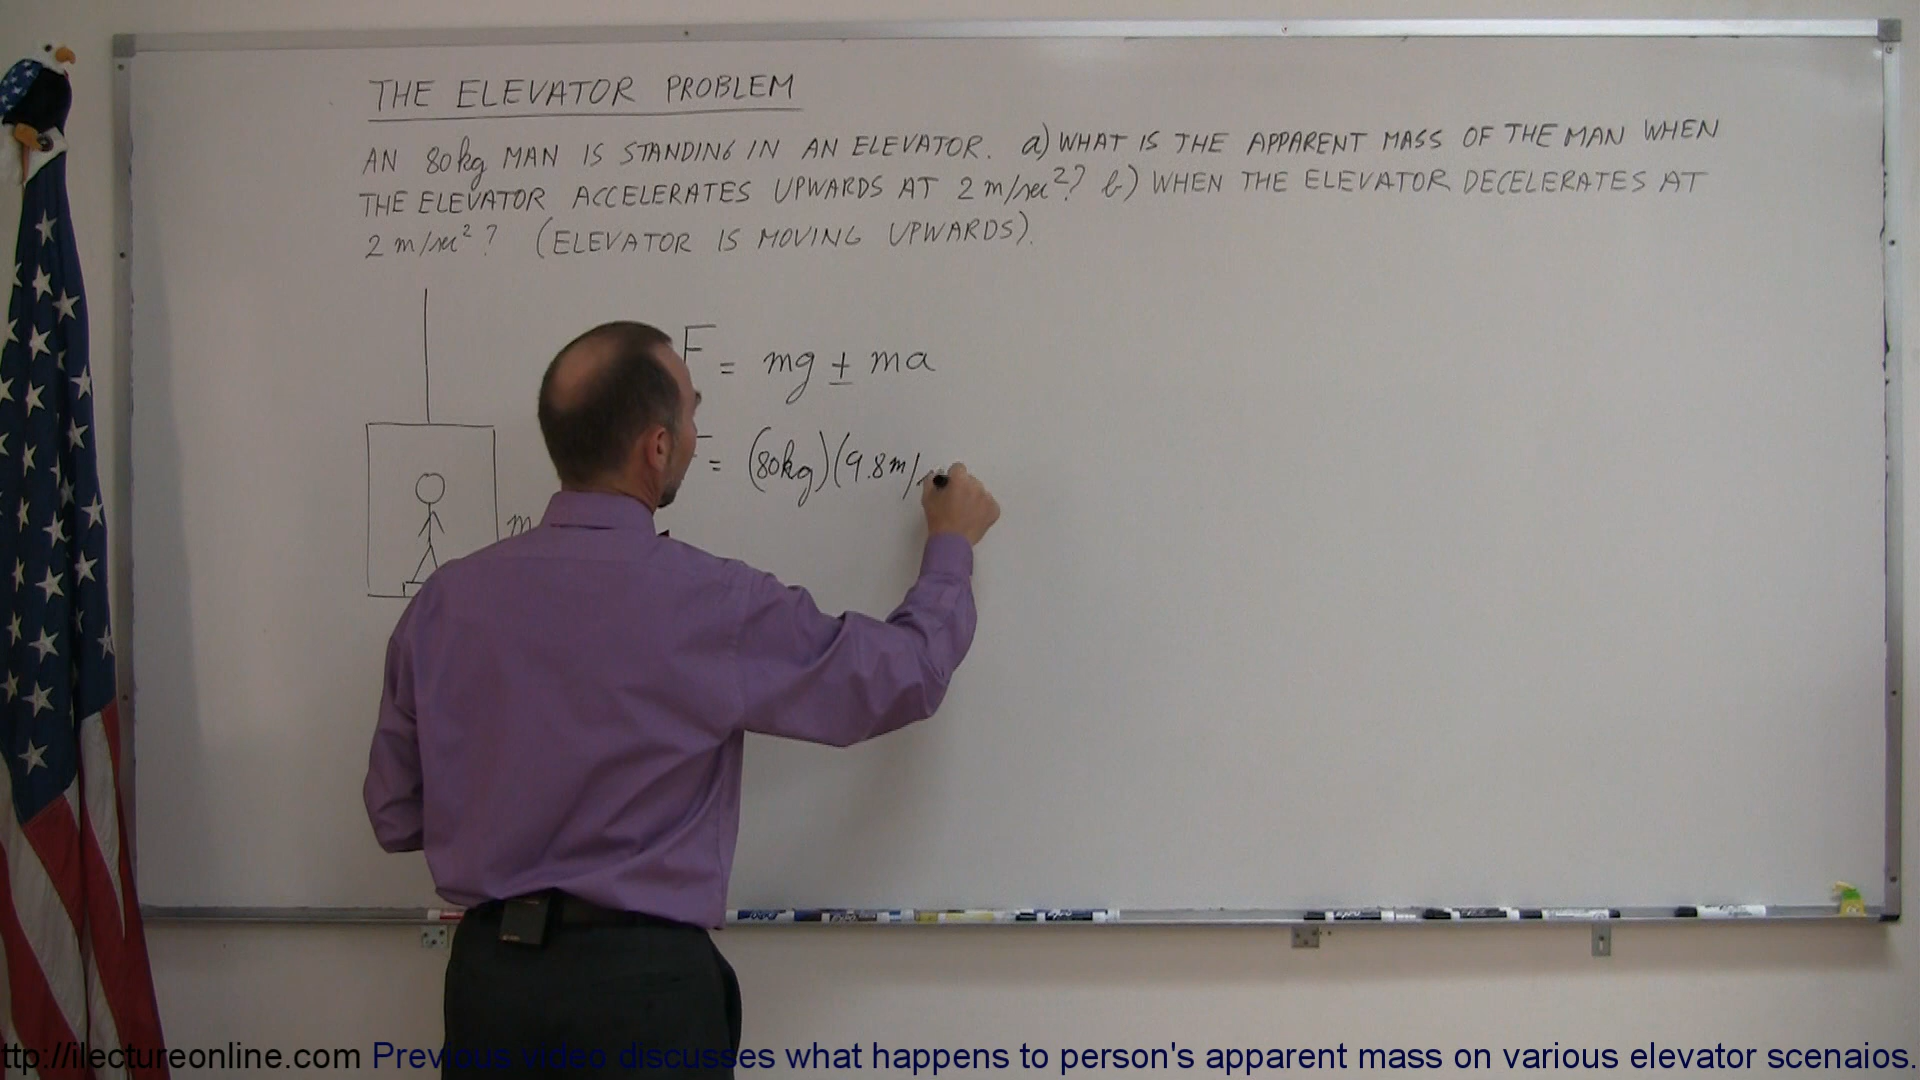 THE ELEVATOR PROBLEM
AN 80kg MAN IS STANDING IN AN ELEVATOR. a) WHAT IS THE APPARENT MASS OF THE MAN WHEN
THE ELEVATOR ACCELERATES UPWARDS AT 2 m/sec²? b) WHEN THE ELEVATOR DECELERATES AT
2 m/sec² ? (ELEVATOR IS MOVING UPWARDS).
F = mg ± ma
= (80kg)(9.8m/
m
ttp://ilectureonline.com Previous video discusses what happens to person's apparent mass on various elevator scenaios.